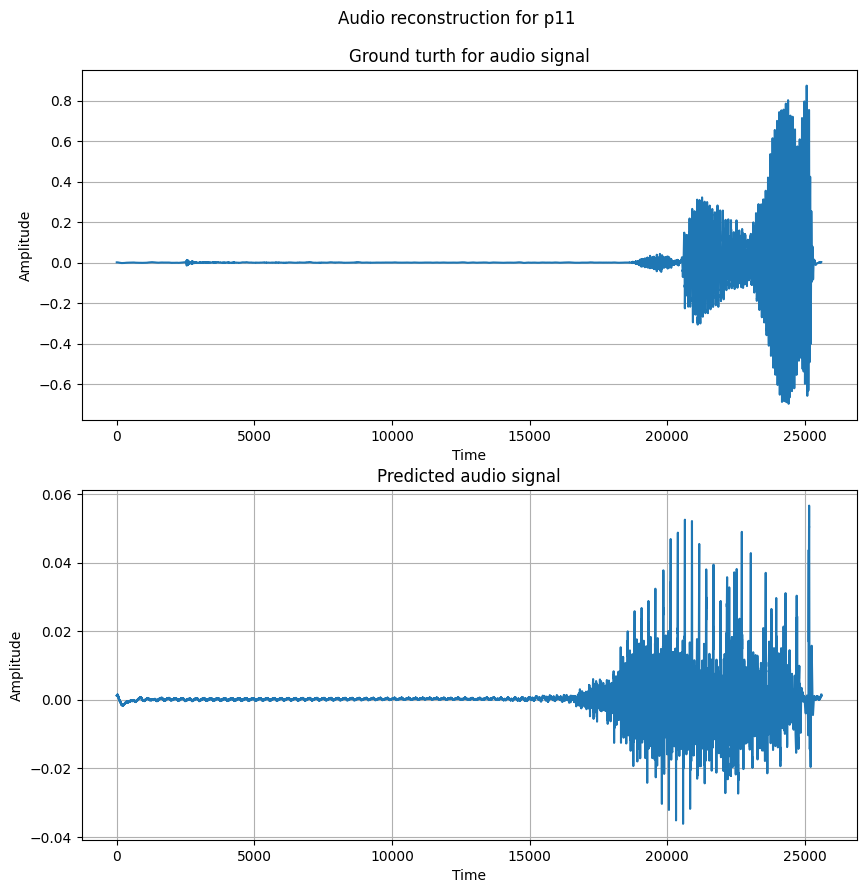 Audio reconstruction for p11
Ground turth for audio signal
0.8
0.6
0.4
0.2
0.0
−0.2
−0.4
−0.6
Amplitude
0 5000 10000 15000 20000 25000
Time
Predicted audio signal
0.06
0.04
0.02
0.00
−0.02
−0.04
Amplitude
0 5000 10000 15000 20000 25000
Time